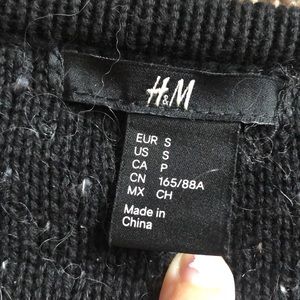 H&M
EUR S
US S
CA P
CN 165/88A
MX CH
Made in
China